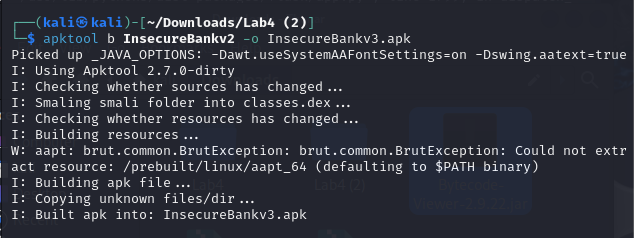 ┌──(kali㉿kali)-[~/Downloads/Lab4 (2)]
└─$ apktool b InsecureBankv2 -o InsecureBankv3.apk
Picked up _JAVA_OPTIONS: -Dawt.useSystemAAFontSettings=on -Dswing.aatext=true
I: Using Apktool 2.7.0-dirty
I: Checking whether sources has changed...
I: Smaling smali folder into classes.dex...
I: Checking whether resources has changed...
I: Building resources...
W: aapt: brut.common.BrutException: brut.common.BrutException: Could not extr
act resource: /prebuilt/linux/aapt_64 (defaulting to $PATH binary)
I: Building apk file...
I: Copying unknown files/dir...
I: Built apk into: InsecureBankv3.apk